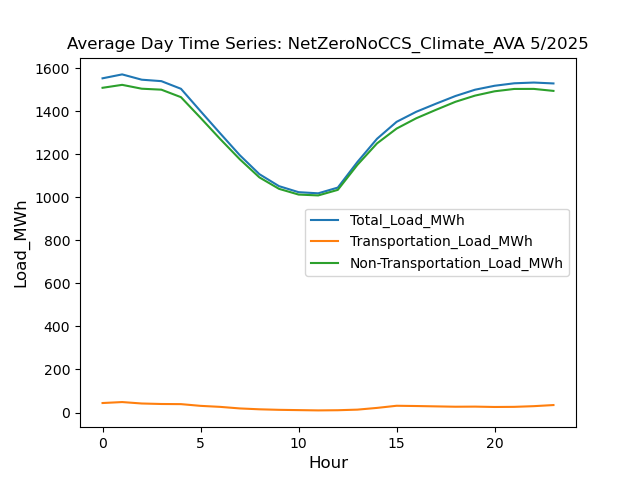 Average Day Time Series: NetZeroNoCCS_Climate_AVA 5/2025
1600
1400
1200
1000
800
600
400
200
0
Load_MWh
Total_Load_MWh
Transportation_Load_MWh
Non-Transportation_Load_MWh
0 5 10 15 20
Hour